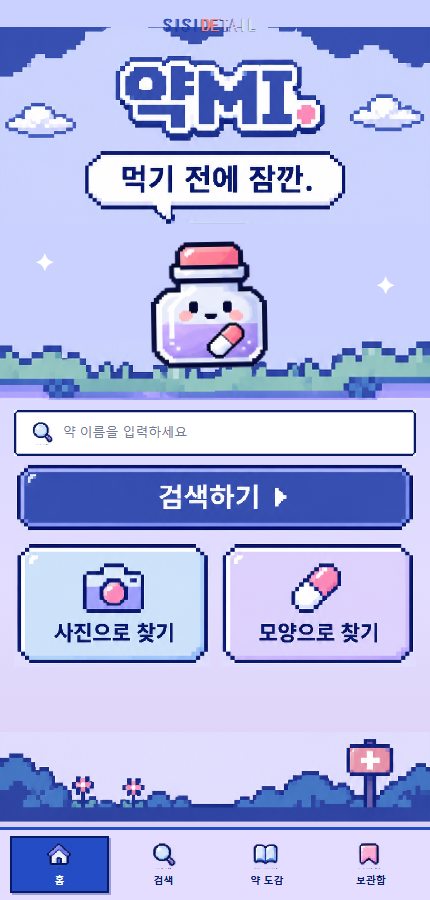 SISIDETAIL
약MI.
먹기 전에 잠깐.
약 이름을 입력하세요
검색하기
사진으로 찾기
모양으로 찾기
홈
검색
약 도감
보관함